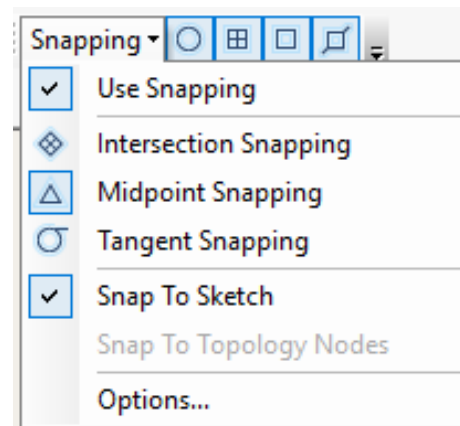 Snapping
Use Snapping
Intersection Snapping
Midpoint Snapping
Tangent Snapping
Snap To Sketch
Snap To Topology Nodes
Options...